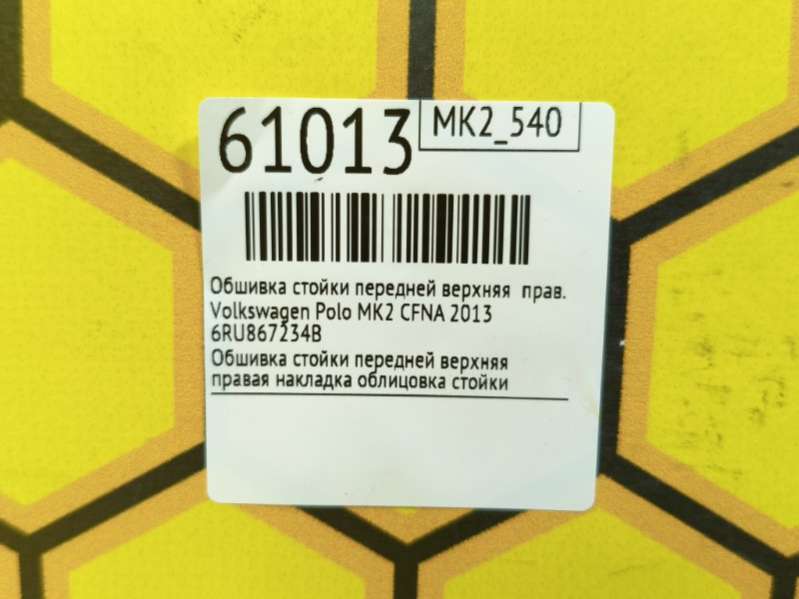 61013
MK2_540
Обшивка стойки передней верхняя прав.
Volkswagen Polo MK2 CFNA 2013
6RU867234B
Обшивка стойки передней верхняя
правая накладка облицовка стойки